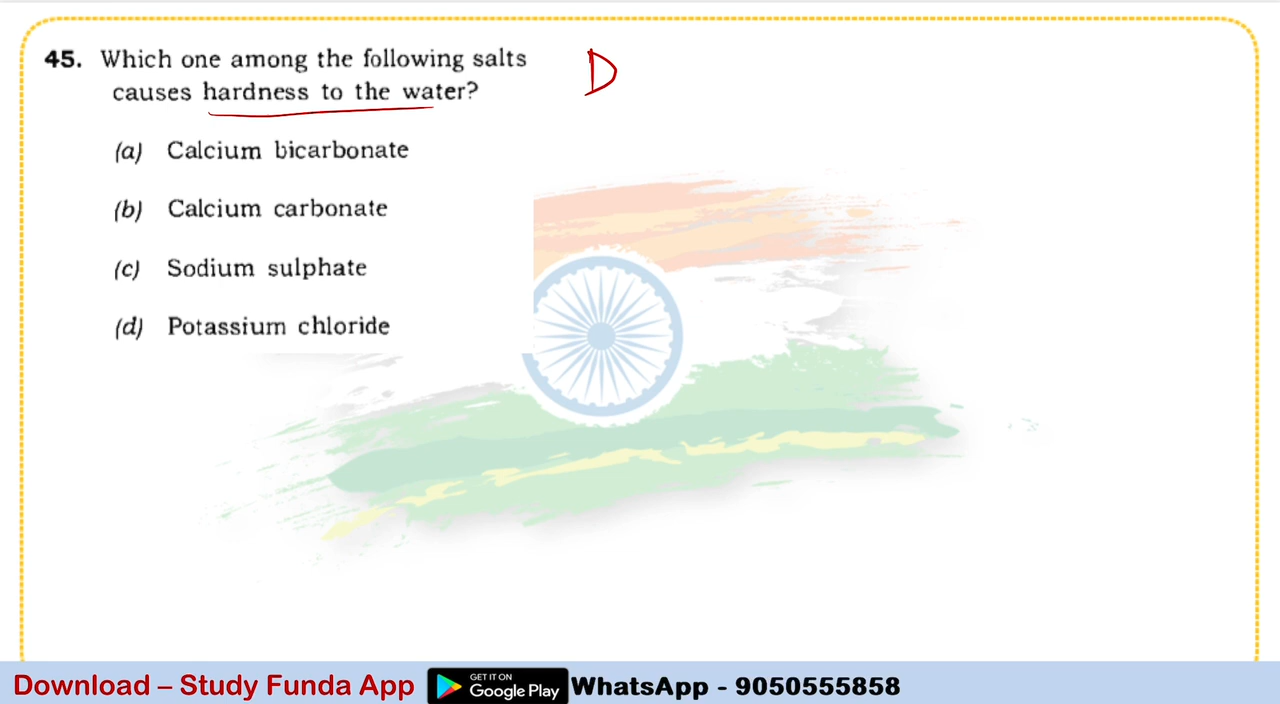 45. Which one among the following salts
causes hardness to the water?
D
(a) Calcium bicarbonate
(b) Calcium carbonate
(c) Sodium sulphate
(d) Potassium chloride
Download – Study Funda App GET IT ON Google Play WhatsApp - 9050555858